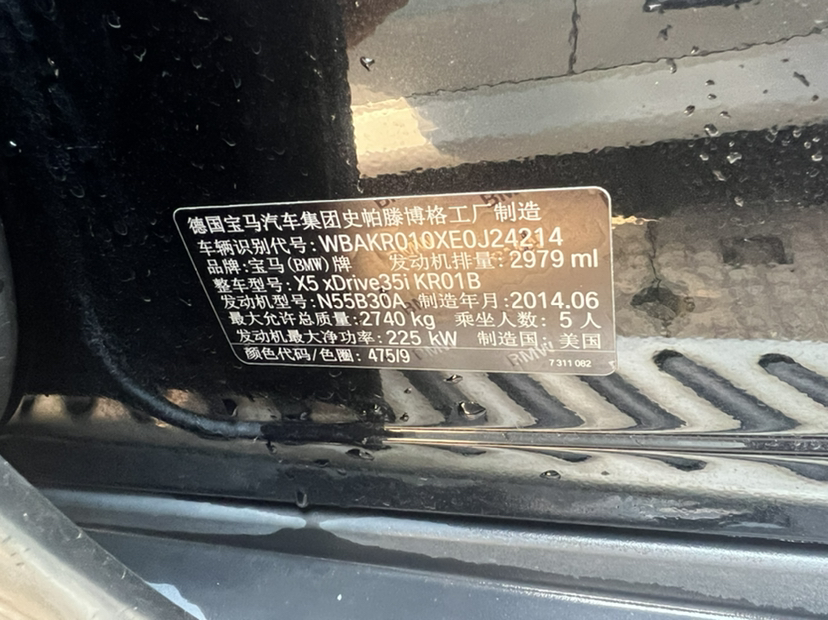 德国宝马汽车集团史帕滕博格工厂制造
车辆识别代号:WBAKR010XE0J24214
品牌:宝马(BMW)牌 发动机排量:2979 ml
整车型号:X5 xDrive35i KR01B
发动机型号:N55B30A 制造年月:2014.06
最大允许总质量:2740 kg 乘坐人数:5 人
发动机最大净功率:225 kW 制造国:美国
颜色代码/色圈:475/9 7 311 082